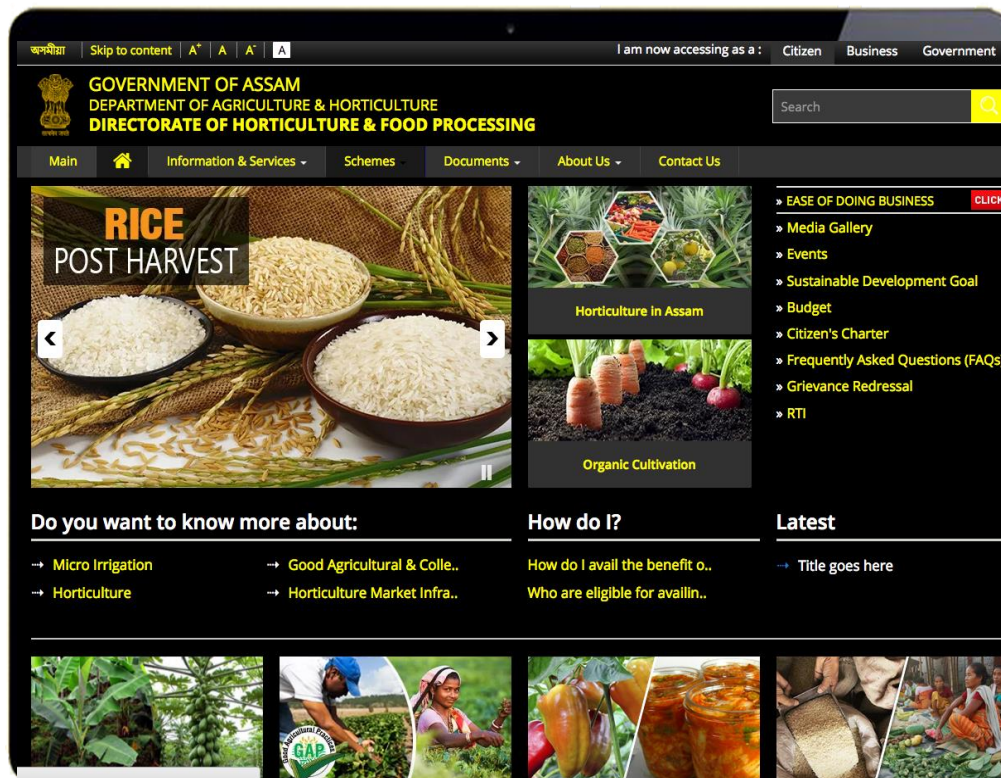 অসমীয়া Skip to content A+ A A- A I am now accessing as a : Citizen Business Government
GOVERNMENT OF ASSAM
DEPARTMENT OF AGRICULTURE & HORTICULTURE
DIRECTORATE OF HORTICULTURE & FOOD PROCESSING
Search
Main Information & Services Schemes Documents About Us Contact Us
RICE
POST HARVEST
Horticulture in Assam
Organic Cultivation
» EASE OF DOING BUSINESS CLICK
» Media Gallery
» Events
» Sustainable Development Goal
» Budget
» Citizen's Charter
» Frequently Asked Questions (FAQs
» Grievance Redressal
» RTI
Do you want to know more about:
Micro Irrigation
Good Agricultural & Colle..
Horticulture
Horticulture Market Infra..
How do I?
How do I avail the benefit o..
Who are eligible for availin..
Latest
Title goes here
Good Agricultural Practices
GAP